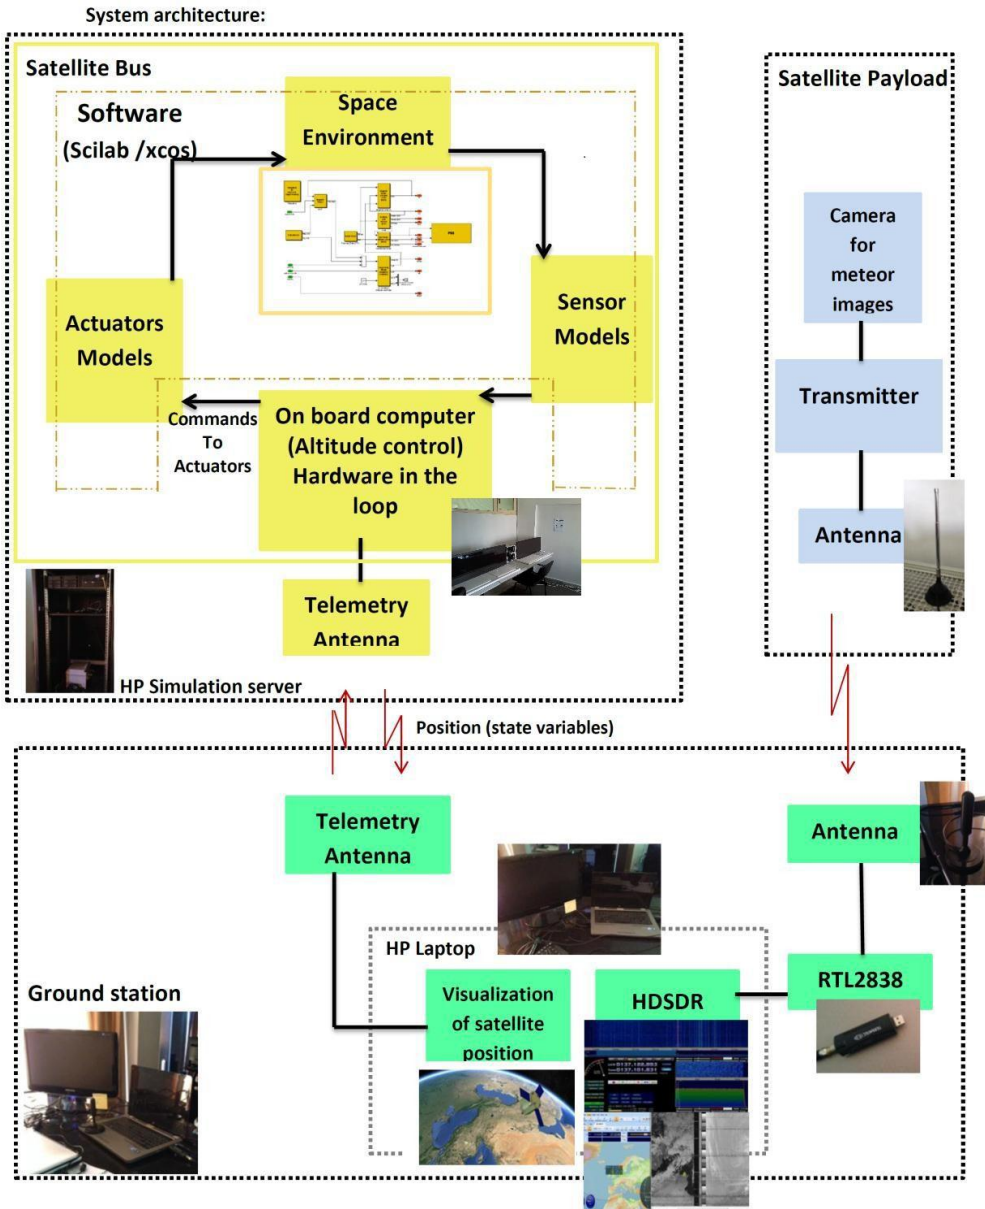 System architecture:
Satellite Bus
Software
(Scilab /xcos)
Space
Environment
Actuators
Models
Sensor
Models
Commands
To
Actuators
On board computer
(Altitude control)
Hardware in the
loop
Telemetry
Antenna
HP Simulation server
Satellite Payload
Camera
for
meteor
images
Transmitter
Antenna
Position (state variables)
Telemetry
Antenna
Antenna
HP Laptop
Ground station
Visualization
of satellite
position
HDSDR
RTL2838